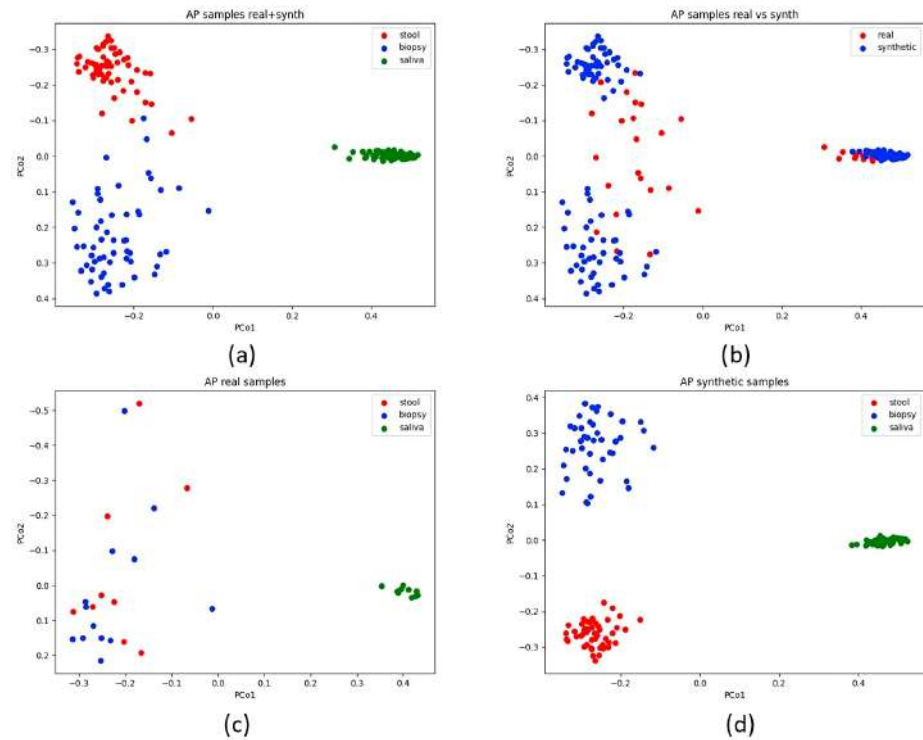 AP samples real+synth
stool
biopsy
saliva
PCo2
−0.3
−0.2
−0.1
0.0
0.1
0.2
0.3
0.4
−0.2
0.0
0.2
0.4
PCo1
(a)
AP samples real vs synth
real
synthetic
PCo2
−0.3
−0.2
−0.1
0.0
0.1
0.2
0.3
0.4
−0.2
0.0
0.2
0.4
PCo1
(b)
AP real samples
stool
biopsy
saliva
PCo2
−0.5
−0.4
−0.3
−0.2
−0.1
0.0
0.1
0.2
−0.3
−0.2
−0.1
0.0
0.1
0.2
0.3
0.4
PCo1
(c)
AP synthetic samples
stool
biopsy
saliva
PCo2
0.4
0.3
0.2
0.1
0.0
−0.1
−0.2
−0.3
−0.2
0.0
0.2
0.4
PCo1
(d)